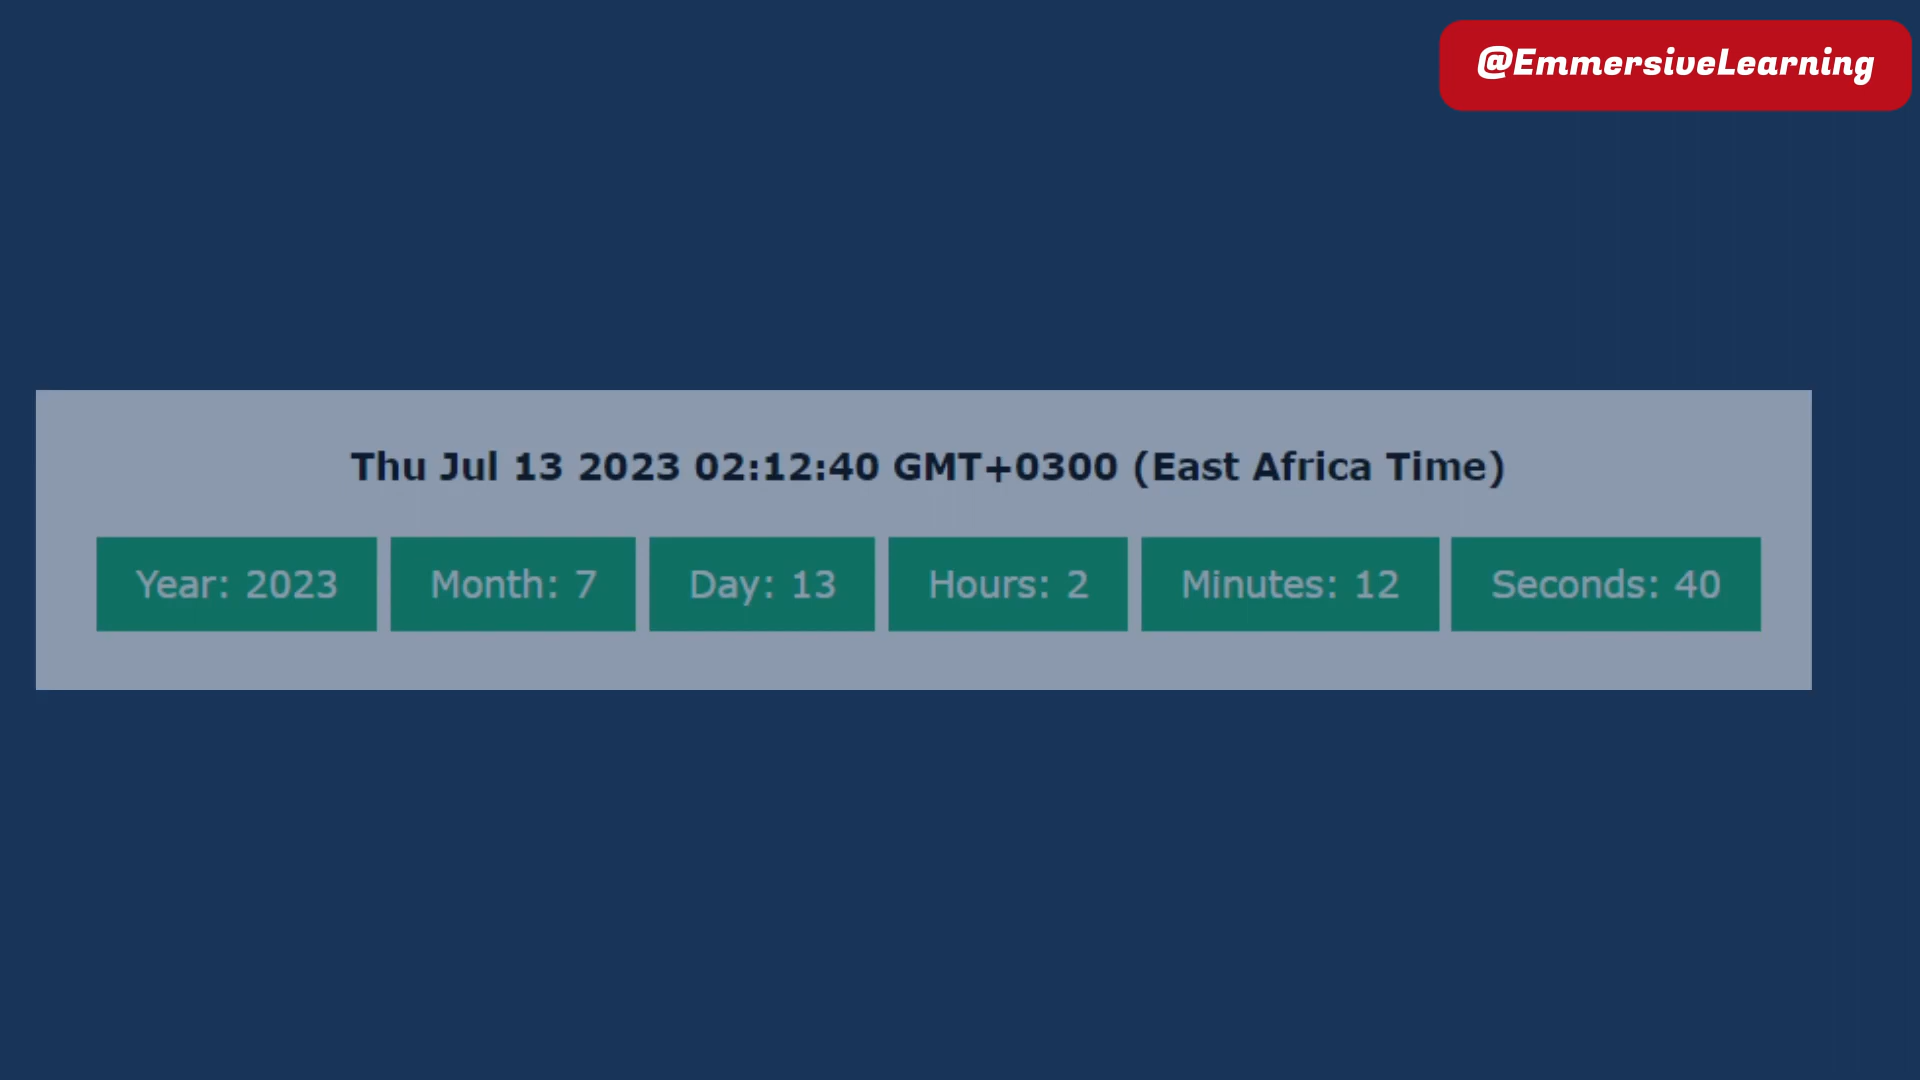 @EmmersiveLearning
Thu Jul 13 2023 02:12:40 GMT+0300 (East Africa Time)
Year: 2023 Month: 7 Day: 13 Hours: 2 Minutes: 12 Seconds: 40